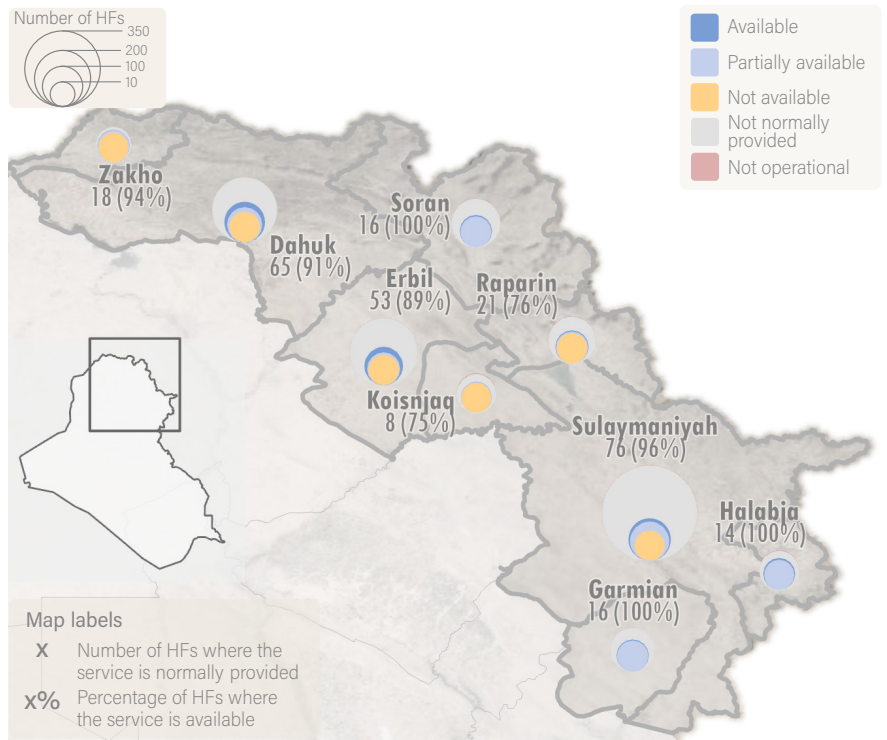 Number of HFs
350
200
100
10
Available
Partially available
Not available
Not normally
provided
Not operational
Zakho
18 (94%)
Dahuk
65 (91%)
Soran
16 (100%)
Erbil
53 (89%)
Raparin
21 (76%)
Koisnjaq
8 (75%)
Sulaymaniyah
76 (96%)
Halabja
14 (100%)
Garmian
16 (100%)
Map labels
X Number of HFs where the
service is normally provided
x% Percentage of HFs where
the service is available